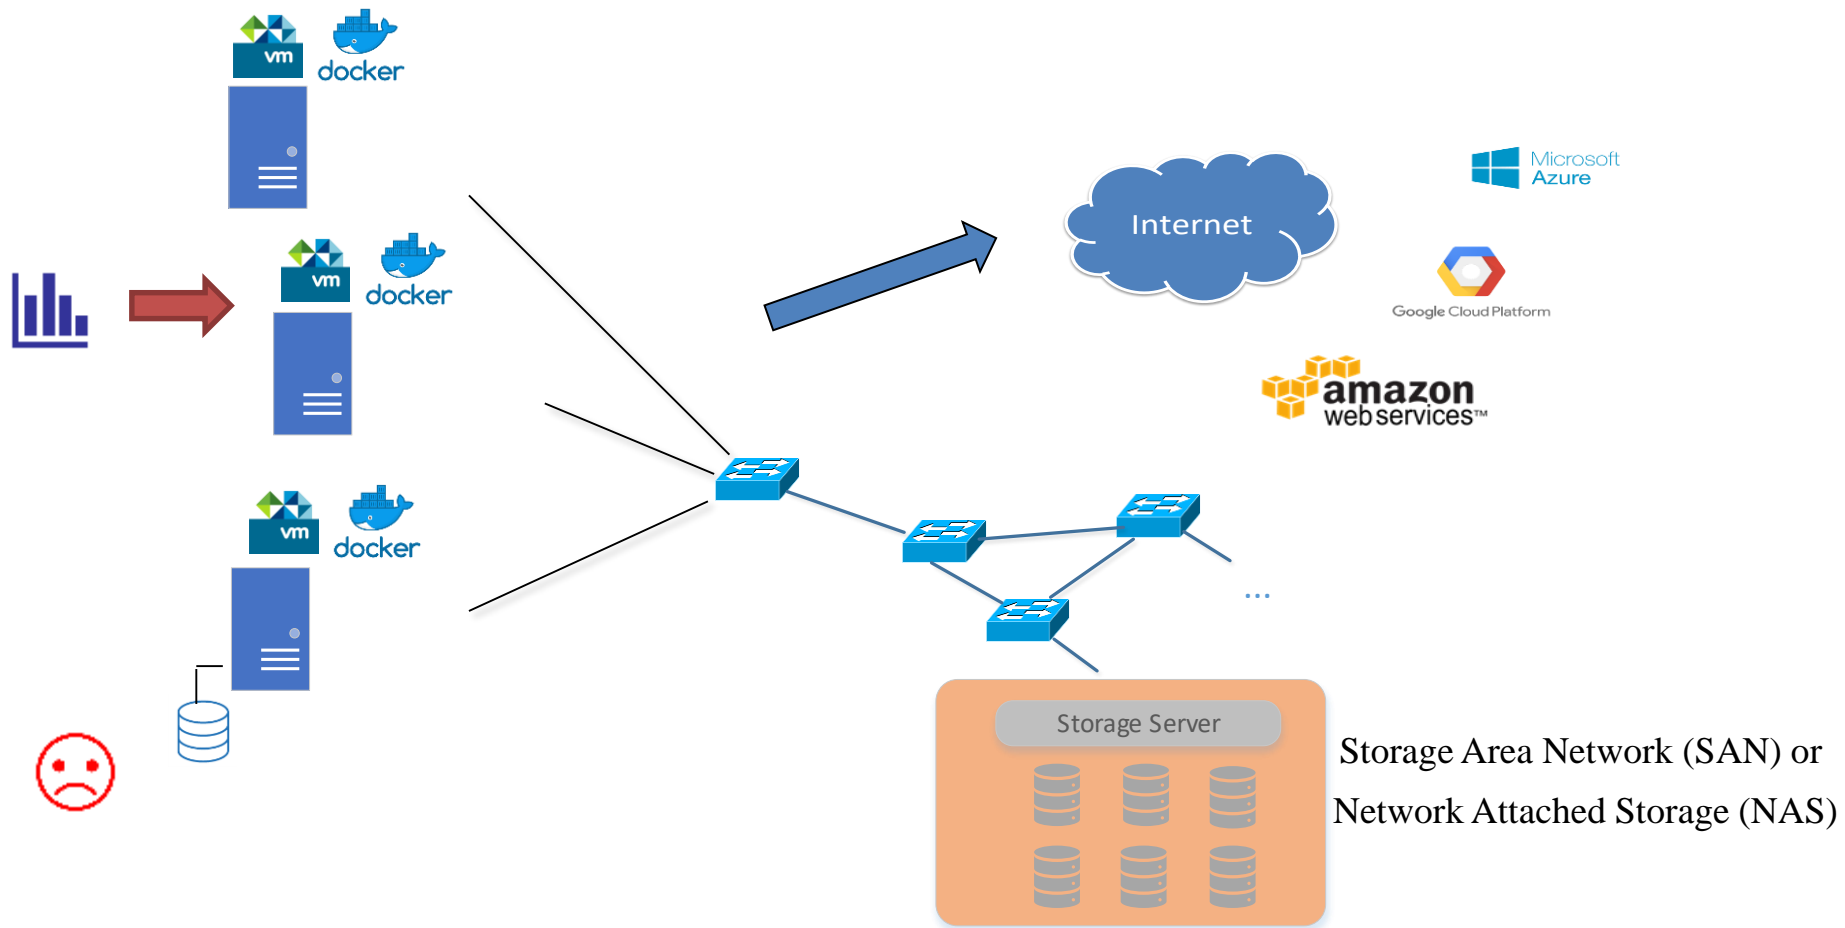 vm
docker
vm
docker
Internet
Microsoft
Azure
Google Cloud Platform
amazon
web services™
vm
docker
...
Storage Server
Storage Area Network (SAN) or
Network Attached Storage (NAS)